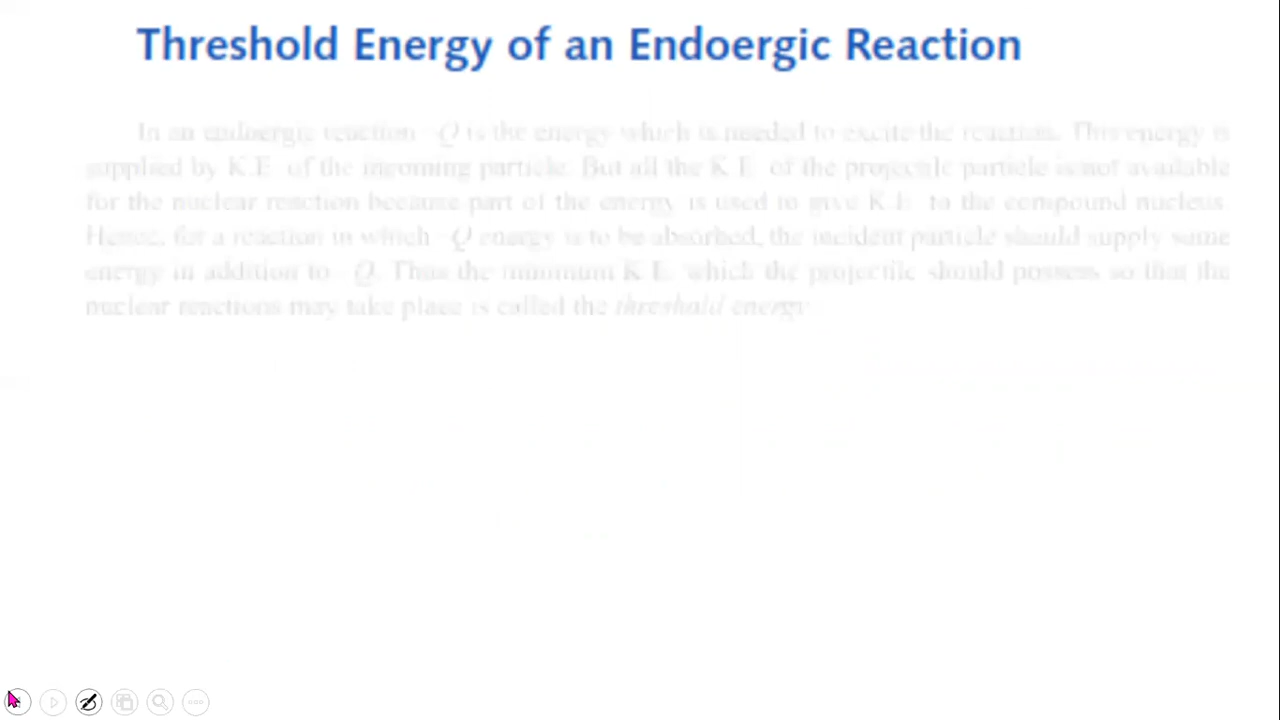 Threshold Energy of an Endoergic Reaction
In an endoergic reaction –Q is the energy which is needed to excite the reaction. This energy is
supplied by K.E. of the incoming particle. But all the K.E. of the projectile particle is not available
for the nuclear reaction because part of the energy is used to give K.E. to the compound nucleus.
Hence, for a reaction in which –Q energy is to be absorbed, the incident particle should supply some
energy in addition to –Q. Thus the minimum K.E. which the projectile should possess so that the
nuclear reactions may take place is called the threshold energy.